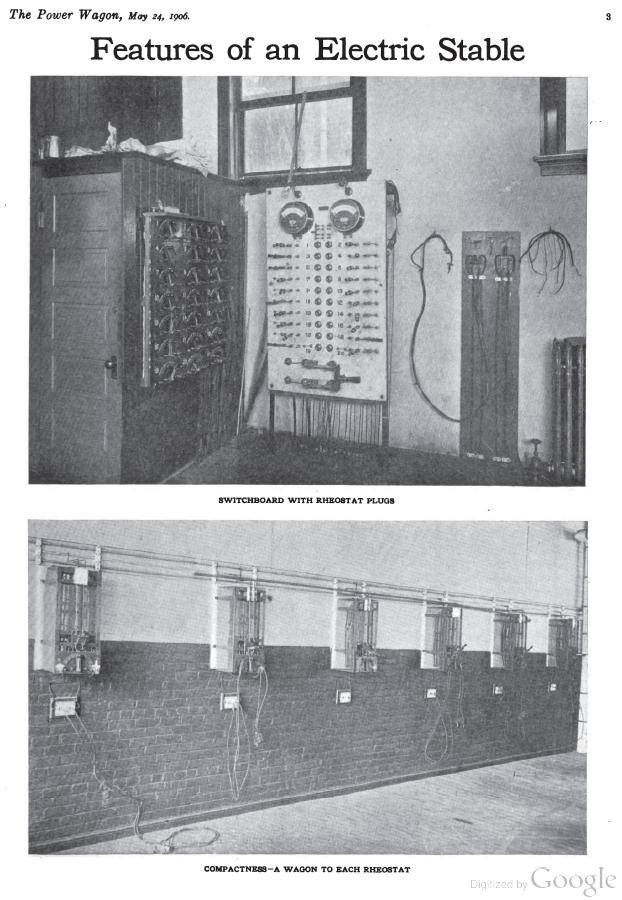 The Power Wagon, May 24, 1906.
3
Features of an Electric Stable
SWITCHBOARD WITH RHEOSTAT PLUGS
COMPACTNESS—A WAGON TO EACH RHEOSTAT
Digitized by Google